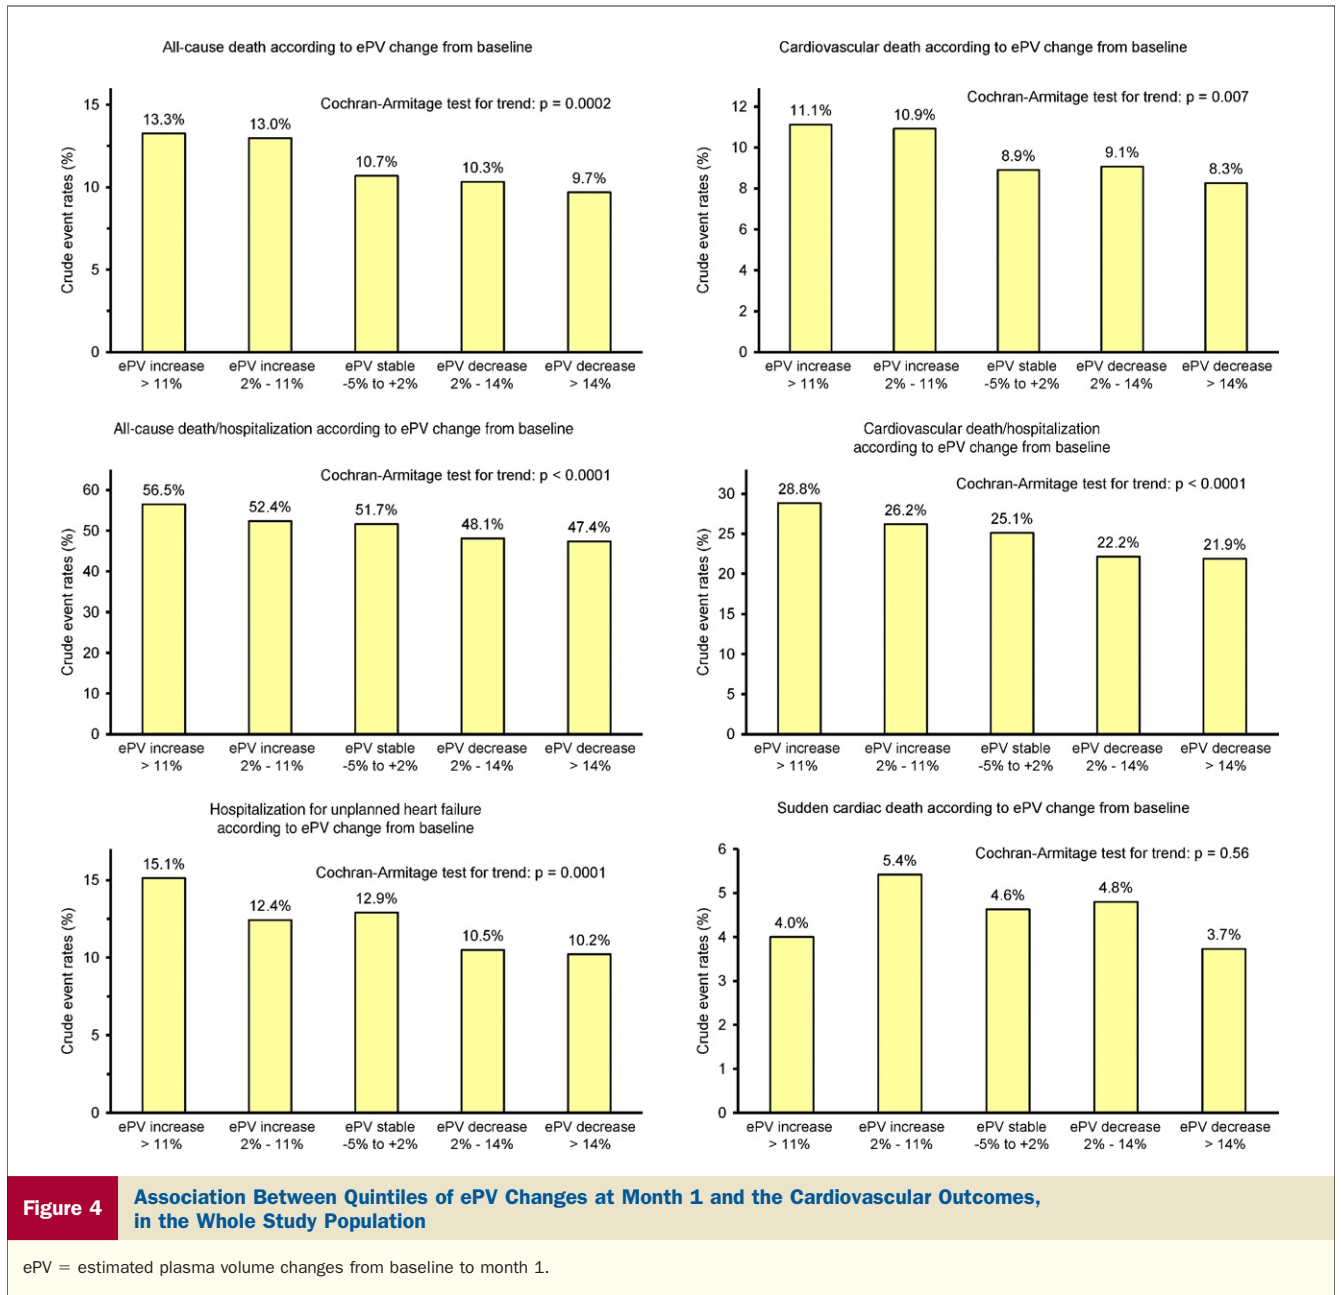 All-cause death according to ePV change from baseline
Cochran-Armitage test for trend: p = 0.0002
Crude event rates (%)
15
10
5
0
13.3%
13.0%
10.7%
10.3%
9.7%
ePV increase ePV increase ePV stable ePV decrease ePV decrease
> 11% 2% - 11% -5% to +2% 2% - 14% > 14%
Cardiovascular death according to ePV change from baseline
Cochran-Armitage test for trend: p = 0.007
Crude event rates (%)
12
10
8
6
4
2
0
11.1%
10.9%
8.9%
9.1%
8.3%
ePV increase ePV increase ePV stable ePV decrease ePV decrease
> 11% 2% - 11% -5% to +2% 2% - 14% > 14%
All-cause death/hospitalization according to ePV change from baseline
Cochran-Armitage test for trend: p < 0.0001
Crude event rates (%)
60
50
40
30
20
10
0
56.5%
52.4%
51.7%
48.1%
47.4%
ePV increase ePV increase ePV stable ePV decrease ePV decrease
> 11% 2% - 11% -5% to +2% 2% - 14% > 14%
Cardiovascular death/hospitalization
according to ePV change from baseline
Cochran-Armitage test for trend: p < 0.0001
Crude event rates (%)
30
25
20
15
10
5
0
28.8%
26.2%
25.1%
22.2%
21.9%
ePV increase ePV increase ePV stable ePV decrease ePV decrease
> 11% 2% - 11% -5% to +2% 2% - 14% > 14%
Hospitalization for unplanned heart failure
according to ePV change from baseline
Cochran-Armitage test for trend: p = 0.0001
Crude event rates (%)
15
10
5
0
15.1%
12.4%
12.9%
10.5%
10.2%
ePV increase ePV increase ePV stable ePV decrease ePV decrease
> 11% 2% - 11% -5% to +2% 2% - 14% > 14%
Sudden cardiac death according to ePV change from baseline
Cochran-Armitage test for trend: p = 0.56
Crude event rates (%)
6
5
4
3
2
1
0
4.0%
5.4%
4.6%
4.8%
3.7%
ePV increase ePV increase ePV stable ePV decrease ePV decrease
> 11% 2% - 11% -5% to +2% 2% - 14% > 14%
Figure 4
Association Between Quintiles of ePV Changes at Month 1 and the Cardiovascular Outcomes,
in the Whole Study Population
ePV = estimated plasma volume changes from baseline to month 1.